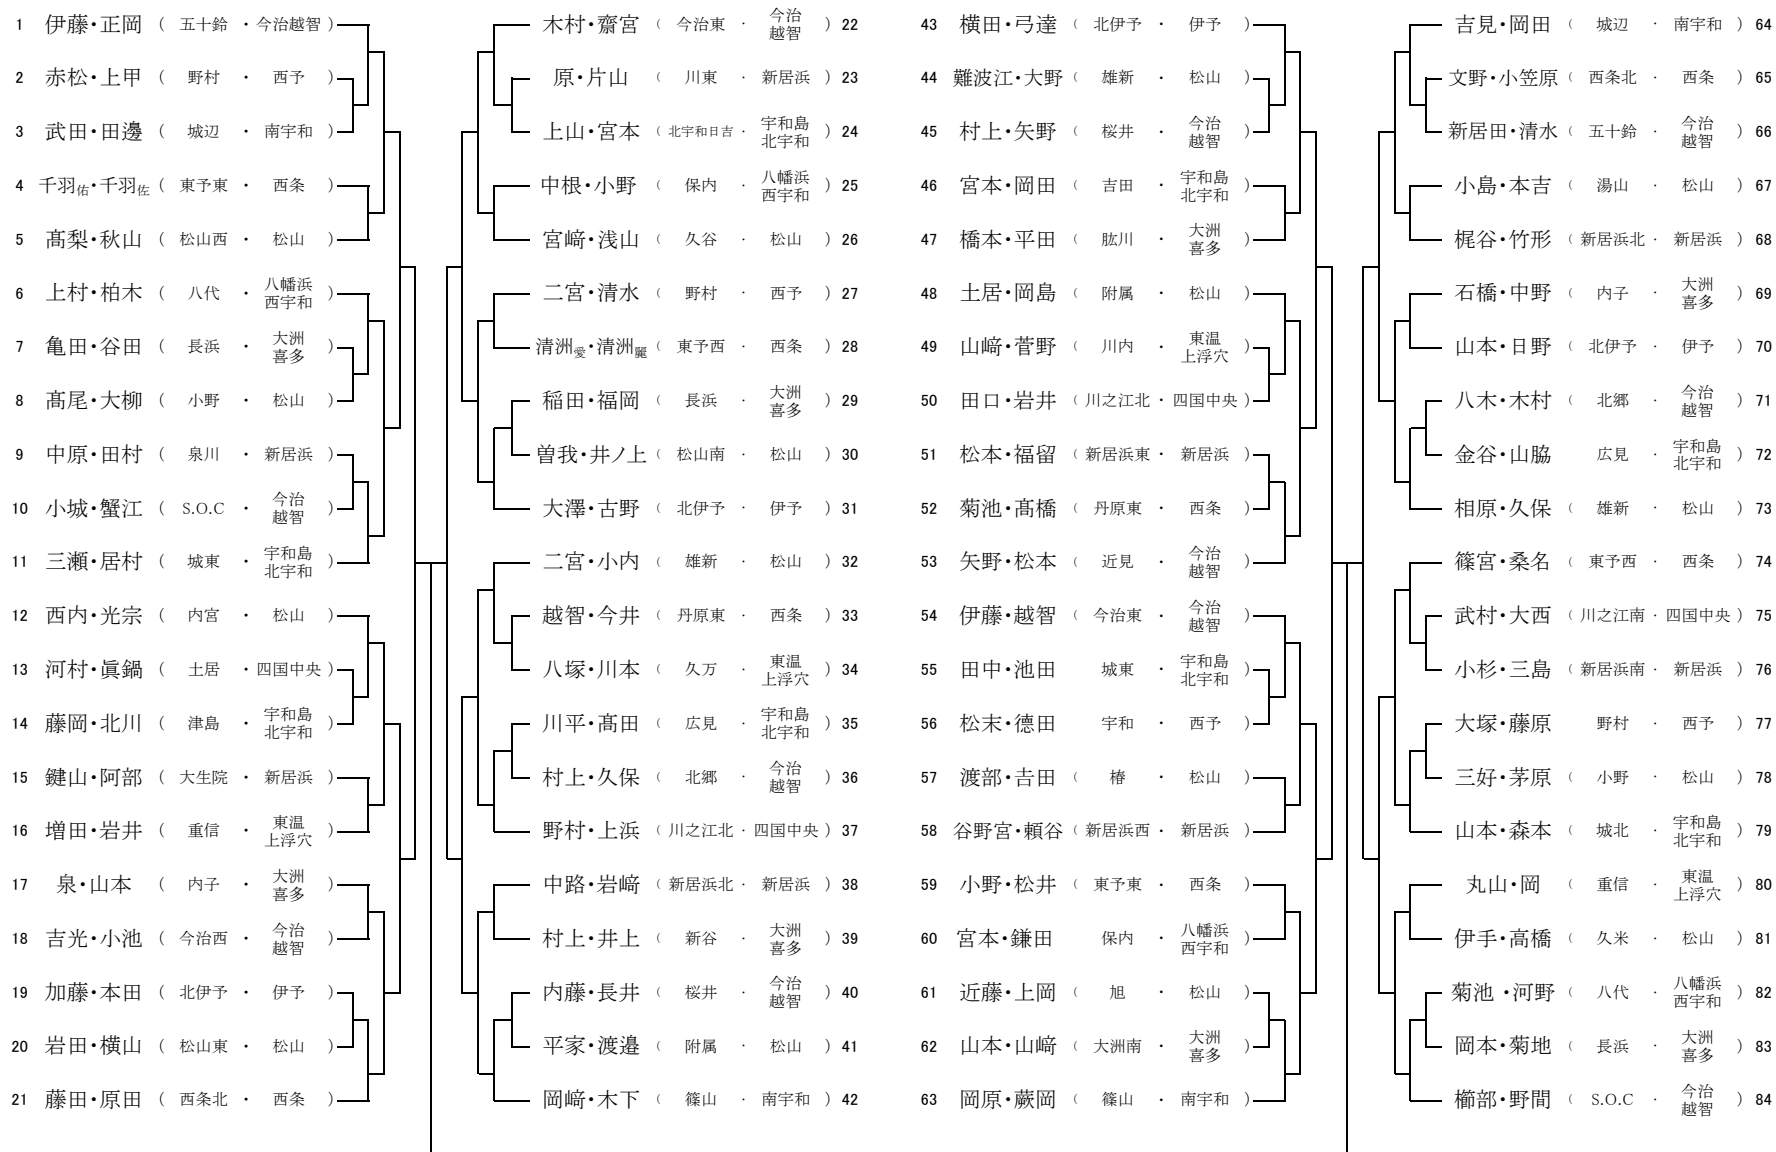 1 伊藤・正岡 ( 五十鈴 ・ 今治越智 )
2 赤松・上甲 ( 野村 ・ 西予 )
3 武田・田邊 ( 城辺 ・ 南宇和 )
4 千羽佑・千羽佐 ( 東予東 ・ 西条 )
5 髙梨・秋山 ( 松山西 ・ 松山 )
6 上村・柏木 ( 八代 ・ 八幡浜西宇和 )
7 亀田・谷田 ( 長浜 ・ 大洲喜多 )
8 髙尾・大柳 ( 小野 ・ 松山 )
9 中原・田村 ( 泉川 ・ 新居浜 )
10 小城・蟹江 ( S.O.C ・ 今治越智 )
11 三瀬・居村 ( 城東 ・ 宇和島北宇和 )
12 西内・光宗 ( 内宮 ・ 松山 )
13 河村・眞鍋 ( 土居 ・ 四国中央 )
14 藤岡・北川 ( 津島 ・ 宇和島北宇和 )
15 鍵山・阿部 ( 大生院 ・ 新居浜 )
16 増田・岩井 ( 重信 ・ 東温上浮穴 )
17 泉・山本 ( 内子 ・ 大洲喜多 )
18 吉光・小池 ( 今治西 ・ 今治越智 )
19 加藤・本田 ( 北伊予 ・ 伊予 )
20 岩田・横山 ( 松山東 ・ 松山 )
21 藤田・原田 ( 西条北 ・ 西条 )
木村・齋宮 ( 今治東 ・ 今治越智 ) 22
原・片山 ( 川東 ・ 新居浜 ) 23
上山・宮本 ( 北宇和日吉 ・ 宇和島北宇和 ) 24
中根・小野 ( 保内 ・ 八幡浜西宇和 ) 25
宮﨑・浅山 ( 久谷 ・ 松山 ) 26
二宮・清水 ( 野村 ・ 西予 ) 27
清洲愛・清洲麗 ( 東予西 ・ 西条 ) 28
稲田・福岡 ( 長浜 ・ 大洲喜多 ) 29
曽我・井ノ上 ( 松山南 ・ 松山 ) 30
大澤・古野 ( 北伊予 ・ 伊予 ) 31
二宮・小内 ( 雄新 ・ 松山 ) 32
越智・今井 ( 丹原東 ・ 西条 ) 33
八塚・川本 ( 久万 ・ 東温上浮穴 ) 34
川平・髙田 ( 広見 ・ 宇和島北宇和 ) 35
村上・久保 ( 北郷 ・ 今治越智 ) 36
野村・上浜 ( 川之江北 ・ 四国中央 ) 37
中路・岩﨑 ( 新居浜北 ・ 新居浜 ) 38
村上・井上 ( 新谷 ・ 大洲喜多 ) 39
内藤・長井 ( 桜井 ・ 今治越智 ) 40
平家・渡邉 ( 附属 ・ 松山 ) 41
岡﨑・木下 ( 篠山 ・ 南宇和 ) 42
43 横田・弓達 ( 北伊予 ・ 伊予 )
44 難波江・大野 ( 雄新 ・ 松山 )
45 村上・矢野 ( 桜井 ・ 今治越智 )
46 宮本・岡田 ( 吉田 ・ 宇和島北宇和 )
47 橋本・平田 ( 肱川 ・ 大洲喜多 )
48 土居・岡島 ( 附属 ・ 松山 )
49 山﨑・菅野 ( 川内 ・ 東温上浮穴 )
50 田口・岩井 ( 川之江北 ・ 四国中央 )
51 松本・福留 ( 新居浜東 ・ 新居浜 )
52 菊池・髙橋 ( 丹原東 ・ 西条 )
53 矢野・松本 ( 近見 ・ 今治越智 )
54 伊藤・越智 ( 今治東 ・ 今治越智 )
55 田中・池田 城東 ・ 宇和島北宇和 )
56 松末・德田 宇和 ・ 西予 )
57 渡部・𠮷田 ( 椿 ・ 松山 )
58 谷野宮・頼谷 ( 新居浜西 ・ 新居浜 )
59 小野・松井 ( 東予東 ・ 西条 )
60 宮本・鎌田 保内 ・ 八幡浜西宇和 )
61 近藤・上岡 ( 旭 ・ 松山 )
62 山本・山﨑 ( 大洲南 ・ 大洲喜多 )
63 岡原・蕨岡 ( 篠山 ・ 南宇和 )
吉見・岡田 ( 城辺 ・ 南宇和 ) 64
文野・小笠原 ( 西条北 ・ 西条 ) 65
新居田・清水 ( 五十鈴 ・ 今治越智 ) 66
小島・本吉 ( 湯山 ・ 松山 ) 67
梶谷・竹形 ( 新居浜北 ・ 新居浜 ) 68
石橋・中野 ( 内子 ・ 大洲喜多 ) 69
山本・日野 ( 北伊予 ・ 伊予 ) 70
八木・木村 ( 北郷 ・ 今治越智 ) 71
金谷・山脇 広見 ・ 宇和島北宇和 ) 72
相原・久保 ( 雄新 ・ 松山 ) 73
篠宮・桑名 ( 東予西 ・ 西条 ) 74
武村・大西 ( 川之江南 ・ 四国中央 ) 75
小杉・三島 ( 新居浜南 ・ 新居浜 ) 76
大塚・藤原 野村 ・ 西予 ) 77
三好・茅原 ( 小野 ・ 松山 ) 78
山本・森本 ( 城北 ・ 宇和島北宇和 ) 79
丸山・岡 ( 重信 ・ 東温上浮穴 ) 80
伊手・高橋 ( 久米 ・ 松山 ) 81
菊池・河野 ( 八代 ・ 八幡浜西宇和 ) 82
岡本・菊地 ( 長浜 ・ 大洲喜多 ) 83
櫛部・野間 ( S.O.C ・ 今治越智 ) 84